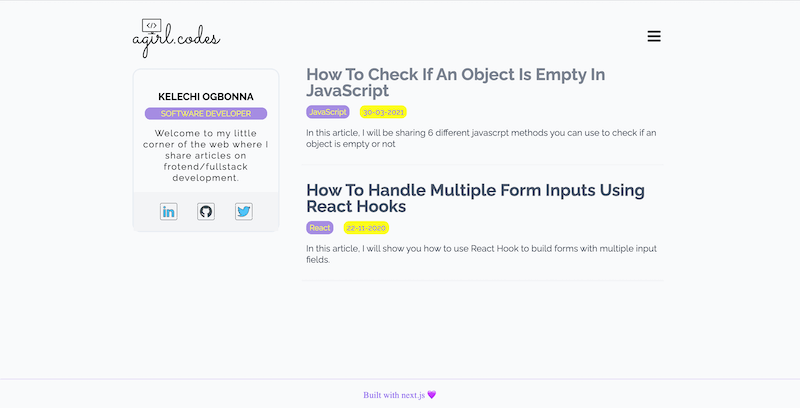 </>
agirl.codes
KELECHI OGBONNA
SOFTWARE DEVELOPER
Welcome to my little
corner of the web where I
share articles on
frotend/fullstack
development.
in
How To Check If An Object Is Empty In
JavaScript
JavaScript 30-03-2021
In this article, I will be sharing 6 different javascrpt methods you can use to check if an
object is empty or not
How To Handle Multiple Form Inputs Using
React Hooks
React 22-11-2020
In this article, I will show you how to use React Hook to build forms with multiple input
fields.
Built with next.js 💜